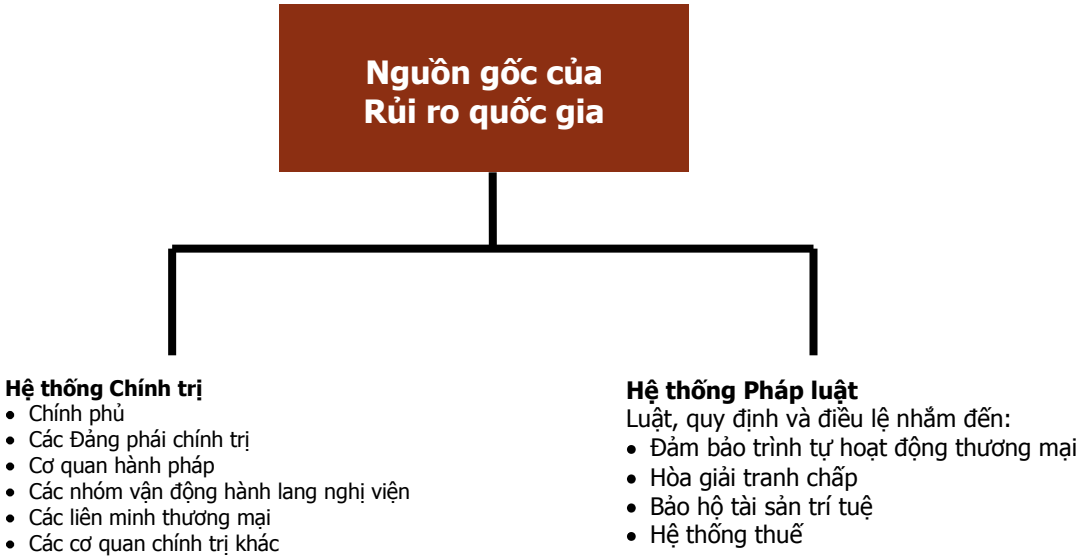 Nguồn gốc của
Rủi ro quốc gia
Hệ thống Chính trị
• Chính phủ
• Các Đảng phái chính trị
• Cơ quan hành pháp
• Các nhóm vận động hành lang nghị viện
• Các liên minh thương mại
• Các cơ quan chính trị khác
Hệ thống Pháp luật
Luật, quy định và điều lệ nhắm đến:
• Đảm bảo trình tự hoạt động thương mại
• Hòa giải tranh chấp
• Bảo hộ tài sản trí tuệ
• Hệ thống thuế